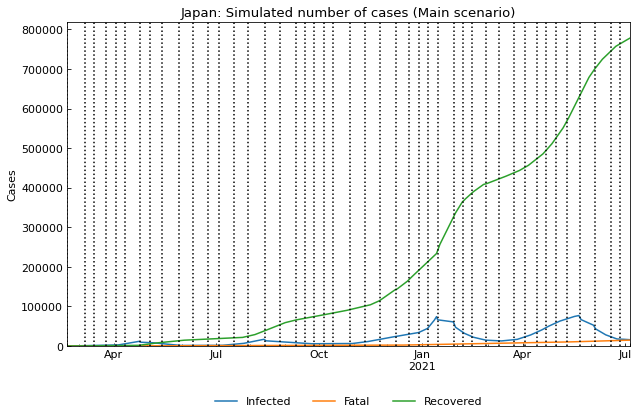 Japan: Simulated number of cases (Main scenario)
800000
700000
600000
500000
400000
300000
200000
100000
0
Cases
Apr Jul Oct Jan Apr Jul
2021
Infected Fatal Recovered